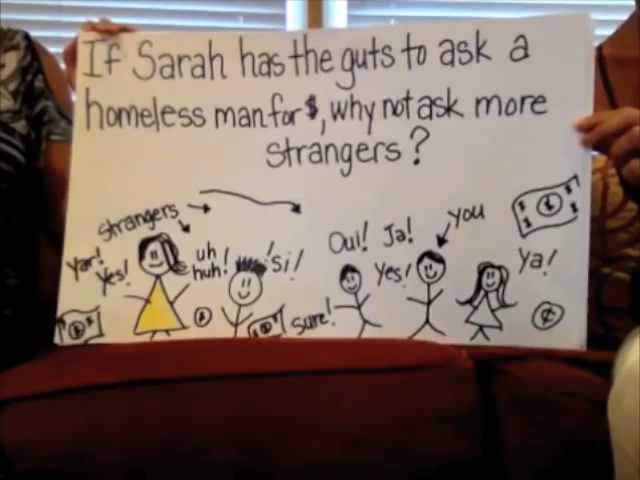 If Sarah has the guts to ask a
homeless man for $, why not ask more
strangers?
strangers
Yar!
Yes!
uh
huh!
'si!
sure!
Oui!
Ja!
Yes!
you
ya!